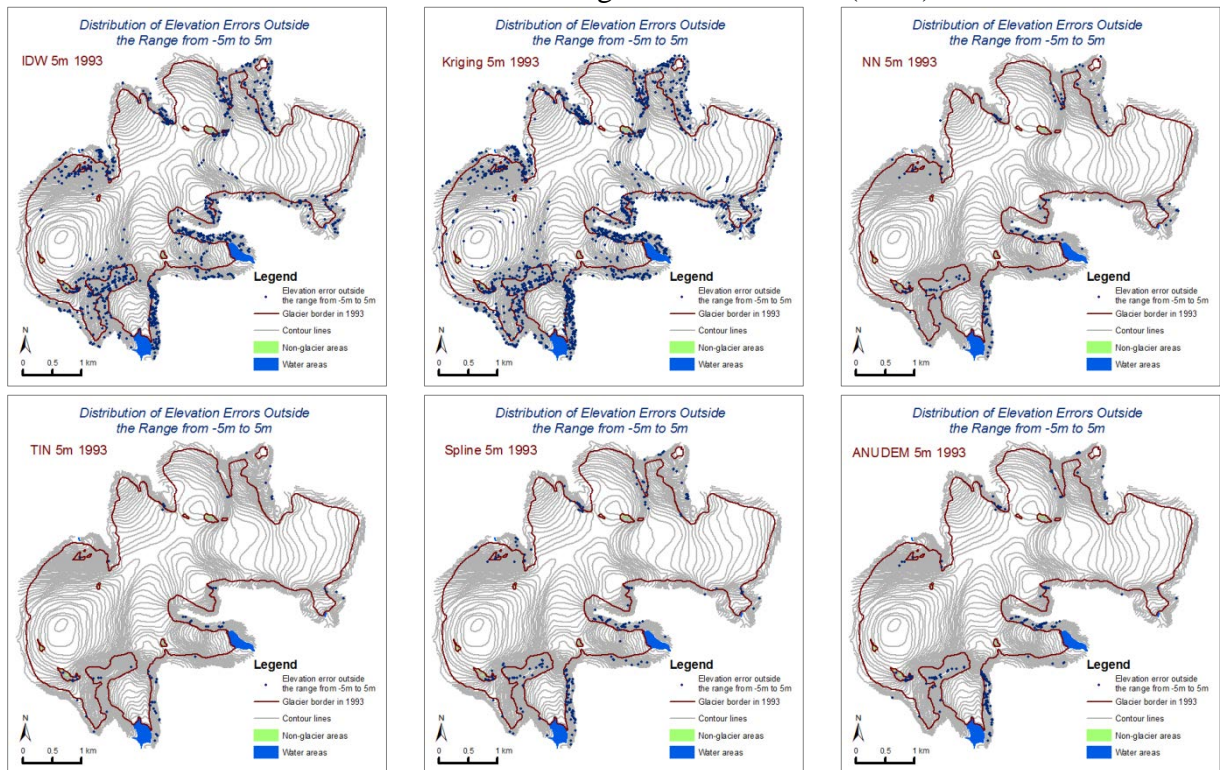 Distribution of Elevation Errors Outside
the Range from -5m to 5m
IDW 5m 1993
Legend
Elevation error outside
the range from -5m to 5m
Glacier border in 1993
Contour lines
Non-glacier areas
Water areas
N
0 0.5 1 km
Distribution of Elevation Errors Outside
the Range from -5m to 5m
Kriging 5m 1993
Legend
Elevation error outside
the range from -5m to 5m
Glacier border in 1993
Contour lines
Non-glacier areas
Water areas
N
0 0.5 1 km
Distribution of Elevation Errors Outside
the Range from -5m to 5m
NN 5m 1993
Legend
Elevation error outside
the range from -5m to 5m
Glacier border in 1993
Contour lines
Non-glacier areas
Water areas
N
0 0.5 1 km
Distribution of Elevation Errors Outside
the Range from -5m to 5m
TIN 5m 1993
Legend
Elevation error outside
the range from -5m to 5m
Glacier border in 1993
Contour lines
Non-glacier areas
Water areas
N
0 0.5 1 km
Distribution of Elevation Errors Outside
the Range from -5m to 5m
Spline 5m 1993
Legend
Elevation error outside
the range from -5m to 5m
Glacier border in 1993
Contour lines
Non-glacier areas
Water areas
N
0 0.5 1 km
Distribution of Elevation Errors Outside
the Range from -5m to 5m
ANUDEM 5m 1993
Legend
Elevation error outside
the range from -5m to 5m
Glacier border in 1993
Contour lines
Non-glacier areas
Water areas
N
0 0.5 1 km